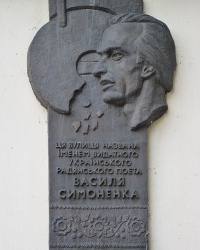 ЦЯ ВУЛИЦЯ НАЗВАНА
ІМЕНЕМ ВИДАТНОГО
УКРАЇНСЬКОГО
РАДЯНСЬКОГО ПОЕТА
ВАСИЛЯ
СИМОНЕНКА